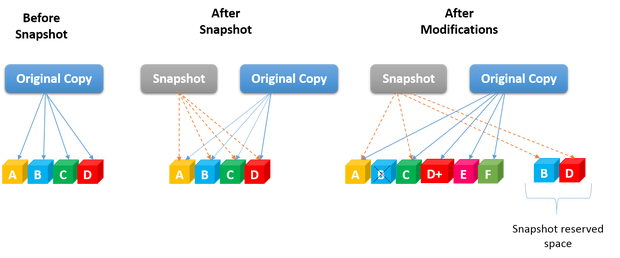 Before
Snapshot
After
Snapshot
After
Modifications
Original Copy
Snapshot
Original Copy
Snapshot
Original Copy
A B C D
A B C D
A B C D+ E F
B D
Snapshot reserved
space